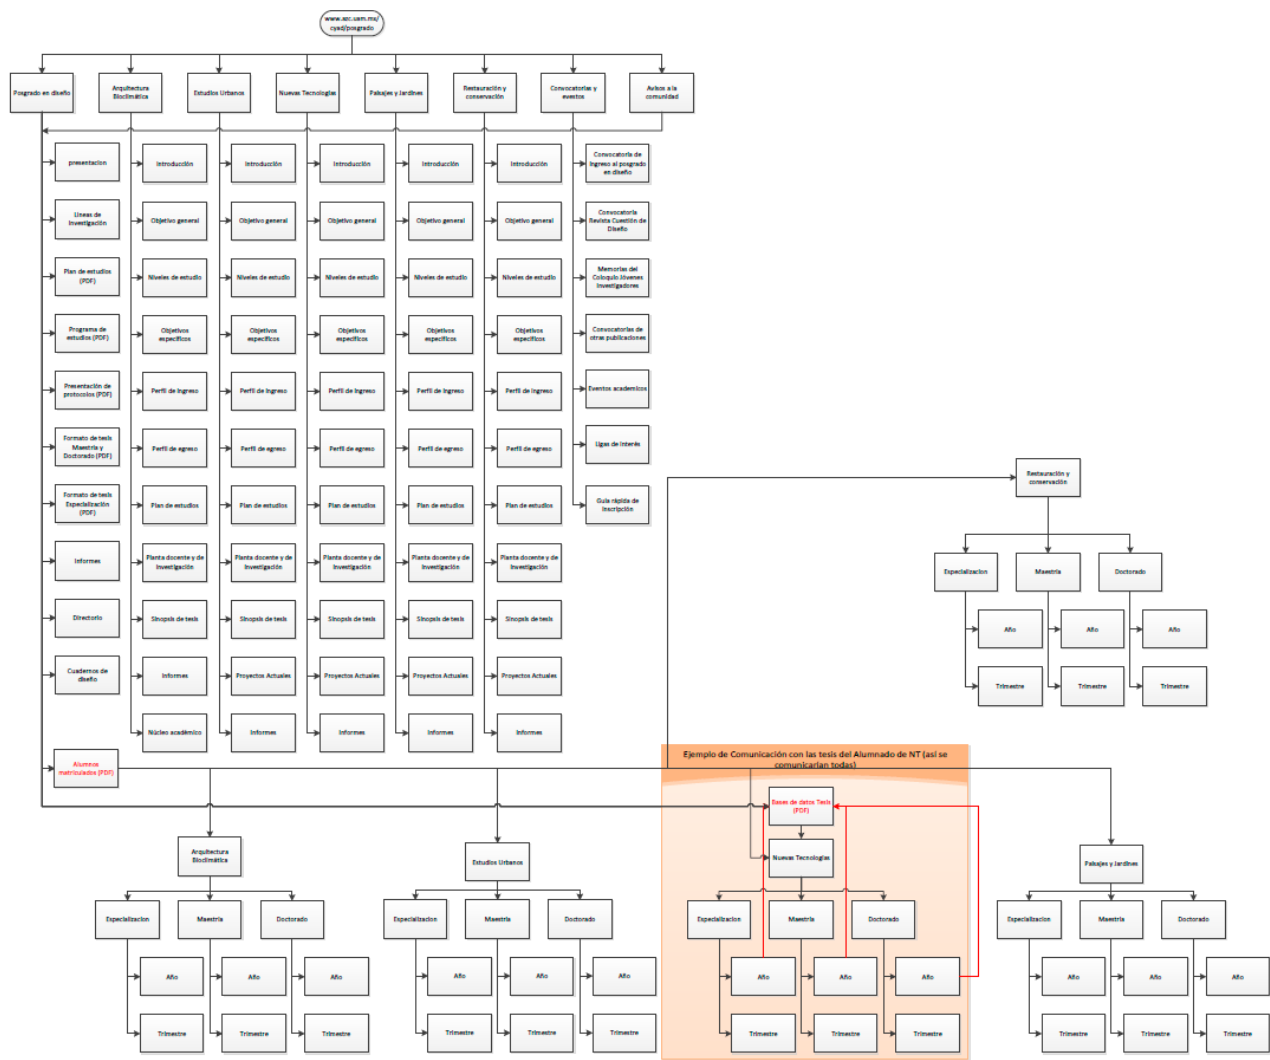 www.azc.uam.mx/
cyad/posgrado
Posgrado en diseño
Arquitectura
Bioclimática
Estudios Urbanos
Nuevas Tecnologías
Paisajes y Jardines
Restauración y
conservación
Convocatorias y
eventos
Avisos a la
comunidad
presentacion
Introducción
Introducción
Introducción
Introducción
Introducción
Convocatoria de
ingreso al posgrado
en diseño
Líneas de
investigación
Objetivo general
Objetivo general
Objetivo general
Objetivo general
Objetivo general
Convocatoria
Revista Cuestión de
Diseño
Plan de estudios
(PDF)
Niveles de estudio
Niveles de estudio
Niveles de estudio
Niveles de estudio
Niveles de estudio
Memorias del
Coloquio Jóvenes
Investigadores
Programa de
estudios (PDF)
Objetivos
específicos
Objetivos
específicos
Objetivos
específicos
Objetivos
específicos
Objetivos
específicos
Convocatorias de
otras publicaciones
Presentación de
protocolos (PDF)
Perfil de ingreso
Perfil de ingreso
Perfil de ingreso
Perfil de ingreso
Perfil de ingreso
Eventos academicos
Formato de tesis
Maestría y
Doctorado (PDF)
Perfil de egreso
Perfil de egreso
Perfil de egreso
Perfil de egreso
Perfil de egreso
Ligas de interés
Formato de tesis
Especialización
(PDF)
Plan de estudios
Plan de estudios
Plan de estudios
Plan de estudios
Plan de estudios
Guía rápida de
inscripción
Informes
Planta docente y de
investigación
Planta docente y de
investigación
Planta docente y de
investigación
Planta docente y de
investigación
Planta docente y de
investigación
Directorio
Sinopsis de tesis
Sinopsis de tesis
Sinopsis de tesis
Sinopsis de tesis
Sinopsis de tesis
Cuadernos de
diseño
Informes
Proyectos Actuales
Proyectos Actuales
Proyectos Actuales
Proyectos Actuales
Núcleo académico
Informes
Informes
Informes
Informes
Alumnos
matriculados (PDF)
Restauración y
conservación
Especializacion
Maestría
Doctorado
Año
Año
Año
Trimestre
Trimestre
Trimestre
Ejemplo de Comunicación con las tesis del Alumnado de NT (así se
comunicarían todas)
Bases de datos Tesis
(PDF)
Arquitectura
Bioclimática
Estudios Urbanos
Nuevas Tecnologías
Paisajes y Jardines
Especializacion
Maestría
Doctorado
Especializacion
Maestría
Doctorado
Especializacion
Maestría
Doctorado
Especializacion
Maestría
Doctorado
Año
Año
Año
Año
Año
Año
Año
Año
Año
Año
Año
Año
Trimestre
Trimestre
Trimestre
Trimestre
Trimestre
Trimestre
Trimestre
Trimestre
Trimestre
Trimestre
Trimestre
Trimestre